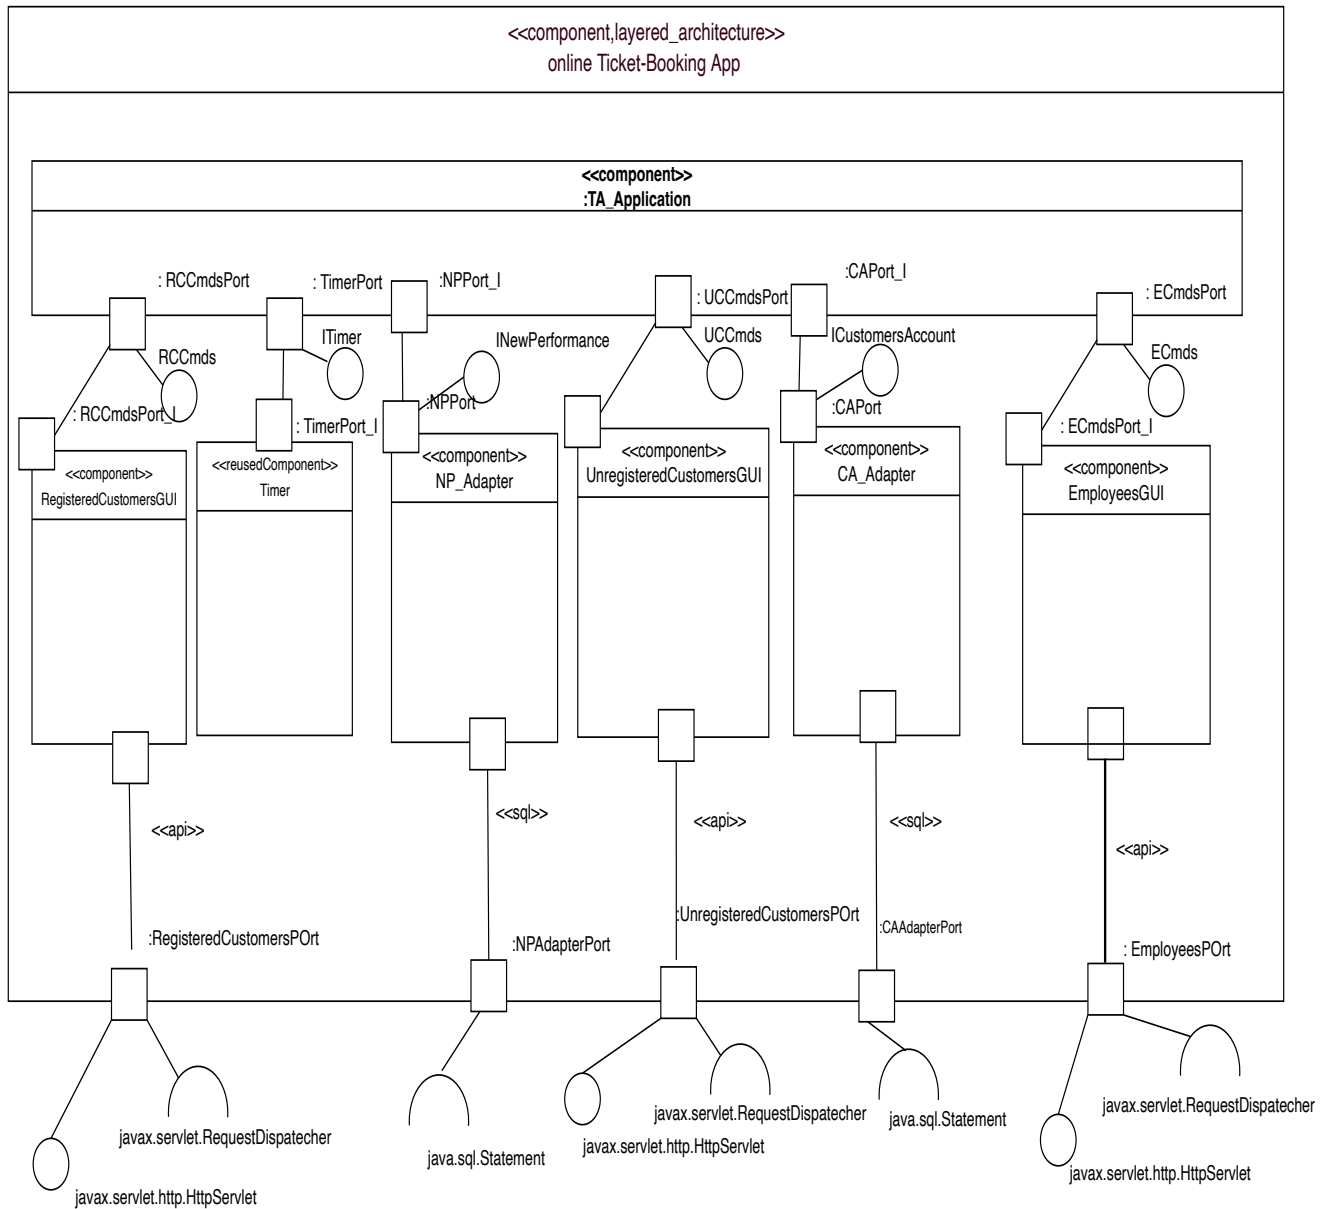 <<component,layered_architecture>>
online Ticket-Booking App
<<component>>
:TA_Application
: RCCmdsPort
: TimerPort
:NPPort_I
: UCCmdsPort
:CAPort_I
: ECmdsPort
RCCmds
ITimer
INewPerformance
UCCmds
ICustomersAccount
ECmds
: RCCmdsPort_I
: TimerPort_I
:NPPort
:CAPort
: ECmdsPort_I
<<component>>
RegisteredCustomersGUI
<<reusedComponent>>
Timer
<<component>>
NP_Adapter
<<component>>
UnregisteredCustomersGUI
<<component>>
CA_Adapter
<<component>>
EmployeesGUI
<<api>>
<<sql>>
<<api>>
<<sql>>
<<api>>
:RegisteredCustomersPOrt
:NPAdapterPort
:UnregisteredCustomersPOrt
:CAAdapterPort
: EmployeesPOrt
javax.servlet.RequestDispatecher
javax.servlet.http.HttpServlet
java.sql.Statement
javax.servlet.RequestDispatecher
javax.servlet.http.HttpServlet
java.sql.Statement
javax.servlet.RequestDispatecher
javax.servlet.http.HttpServlet